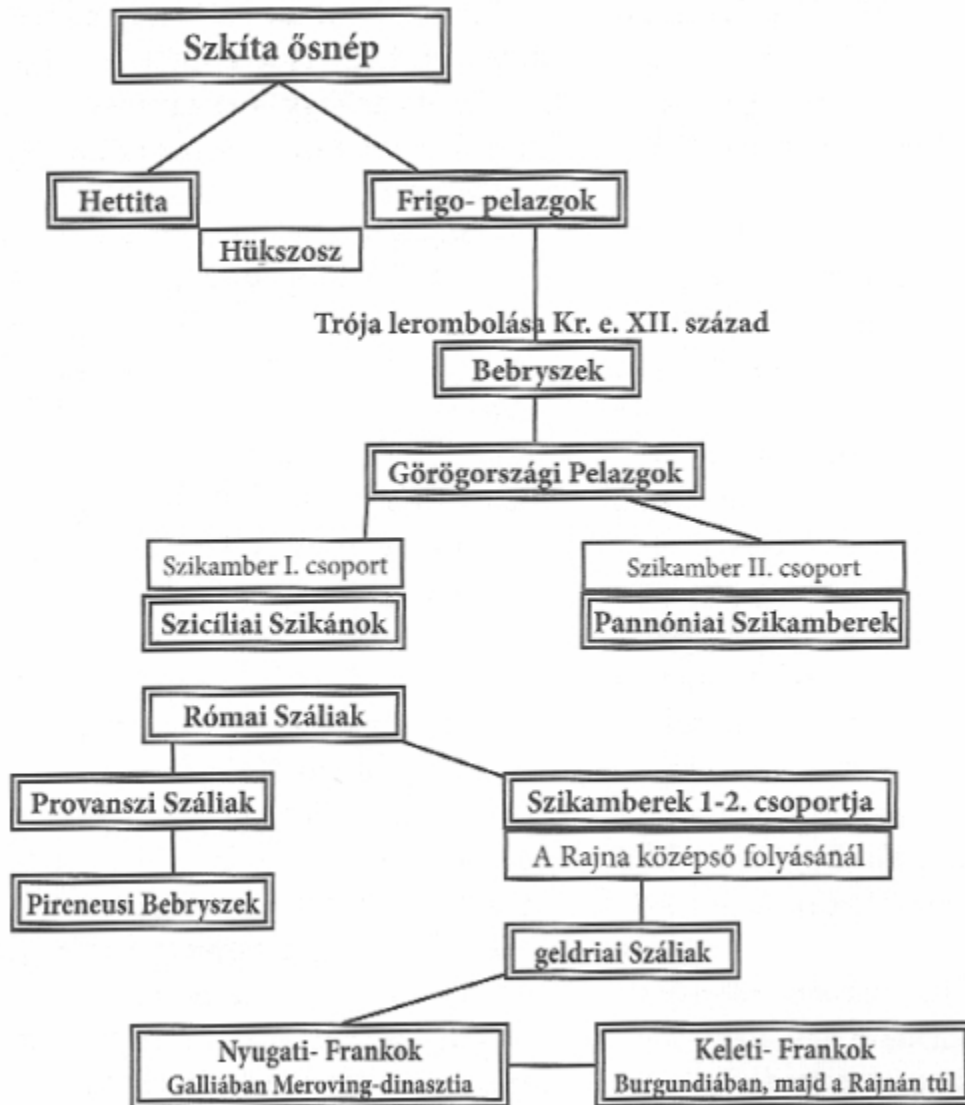 Szkíta ősnép
Hettita
Frigo- pelazgok
Hükszosz
Trója lerombolása Kr. e. XII. század
Bebryszek
Görögországi Pelazgok
Szikamber I. csoport
Szikamber II. csoport
Szicíliai Szikánok
Pannóniai Szikamberek
Római Száliak
Provanszi Száliak
Szikamberek 1-2. csoportja
A Rajna középső folyásánál
Pireneusi Bebryszek
geldriai Száliak
Nyugati- Frankok
Galliában Meroving-dinasztia
Keleti- Frankok
Burgundiában, majd a Rajnán túl